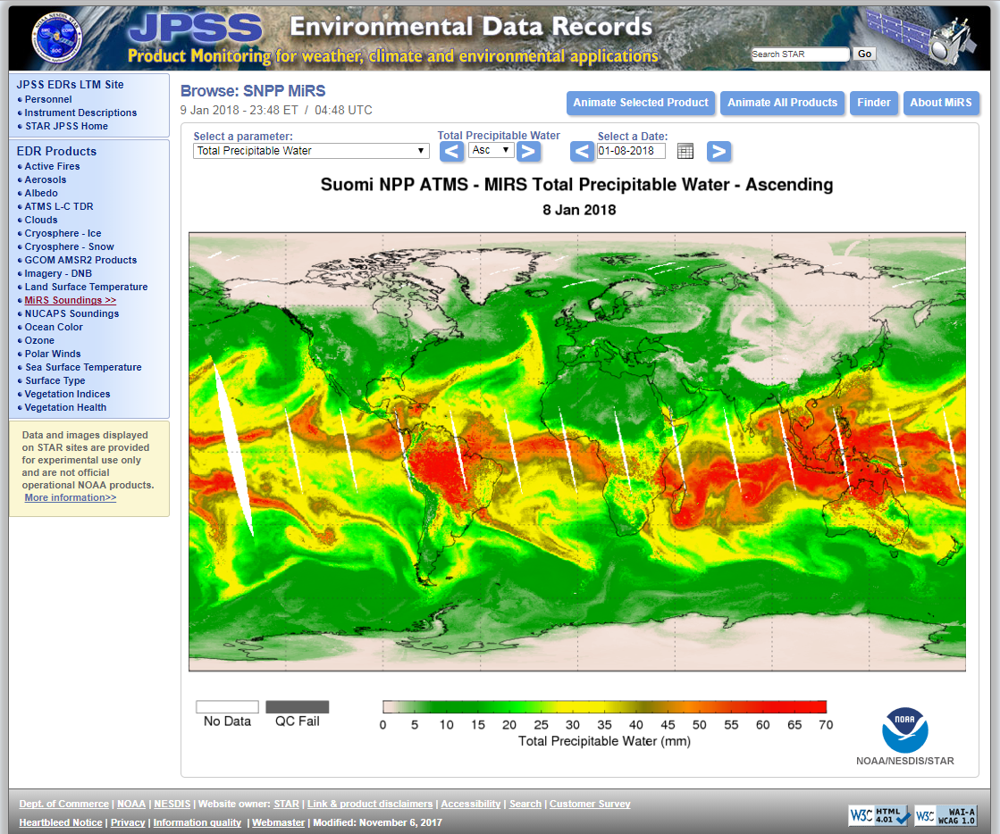 JPSS Environmental Data Records
Product Monitoring for weather, climate and environmental applications
Search STAR Go
JPSS EDRs LTM Site
Personnel
Instrument Descriptions
STAR JPSS Home
EDR Products
Active Fires
Aerosols
Albedo
ATMS L-C TDR
Clouds
Cryosphere - Ice
Cryosphere - Snow
GCOM AMSR2 Products
Imagery - DNB
Land Surface Temperature
MiRS Soundings >>
NUCAPS Soundings
Ocean Color
Ozone
Polar Winds
Sea Surface Temperature
Surface Type
Vegetation Indices
Vegetation Health
Data and images displayed
on STAR sites are provided
for experimental use only
and are not official
operational NOAA products.
More information>>
Browse: SNPP MiRS
9 Jan 2018 - 23:48 ET / 04:48 UTC
Animate Selected Product Animate All Products Finder About MiRS
Select a parameter: Total Precipitable Water Select a Date:
Total Precipitable Water < Asc > < 01-08-2018 >
Suomi NPP ATMS - MIRS Total Precipitable Water - Ascending
8 Jan 2018
No Data QC Fail
0 5 10 15 20 25 30 35 40 45 50 55 60 65 70
Total Precipitable Water (mm)
NOAA
NOAA/NESDIS/STAR
Dept. of Commerce | NOAA | NESDIS | Website owner: STAR | Link & product disclaimers | Accessibility | Search | Customer Survey
Heartbleed Notice | Privacy | Information quality | Webmaster | Modified: November 6, 2017
W3C HTML 4.01
W3C WAI-A WCAG 1.0